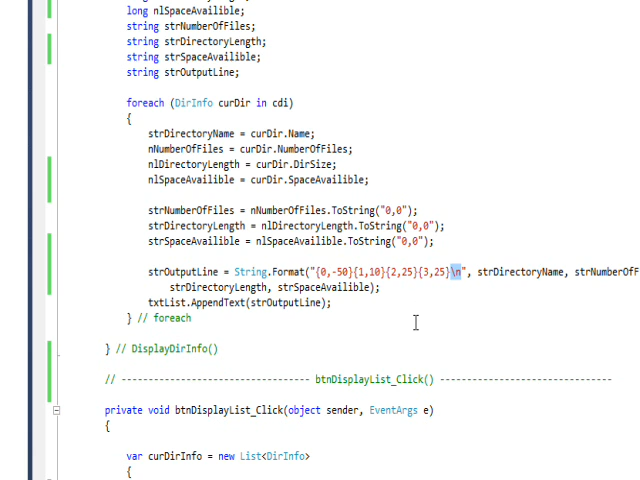 long nlSpaceAvailible;
string strNumberOfFiles;
string strDirectoryLength;
string strSpaceAvailible;
string strOutputLine;
foreach (DirInfo curDir in cdi)
{
strDirectoryName = curDir.Name;
nNumberOfFiles = curDir.NumberOfFiles;
nlDirectoryLength = curDir.DirSize;
nlSpaceAvailible = curDir.SpaceAvailible;
strNumberOfFiles = nNumberOfFiles.ToString("0,0");
strDirectoryLength = nlDirectoryLength.ToString("0,0");
strSpaceAvailible = nlSpaceAvailible.ToString("0,0");
strOutputLine = String.Format("{0,-50}{1,10}{2,25}{3,25}\n", strDirectoryName, strNumberOfF
strDirectoryLength, strSpaceAvailible);
txtList.AppendText(strOutputLine);
} // foreach
} // DisplayDirInfo()
// ----------------------------------- btnDisplayList_Click() --------------------------------
private void btnDisplayList_Click(object sender, EventArgs e)
{
var curDirInfo = new List<DirInfo>
{